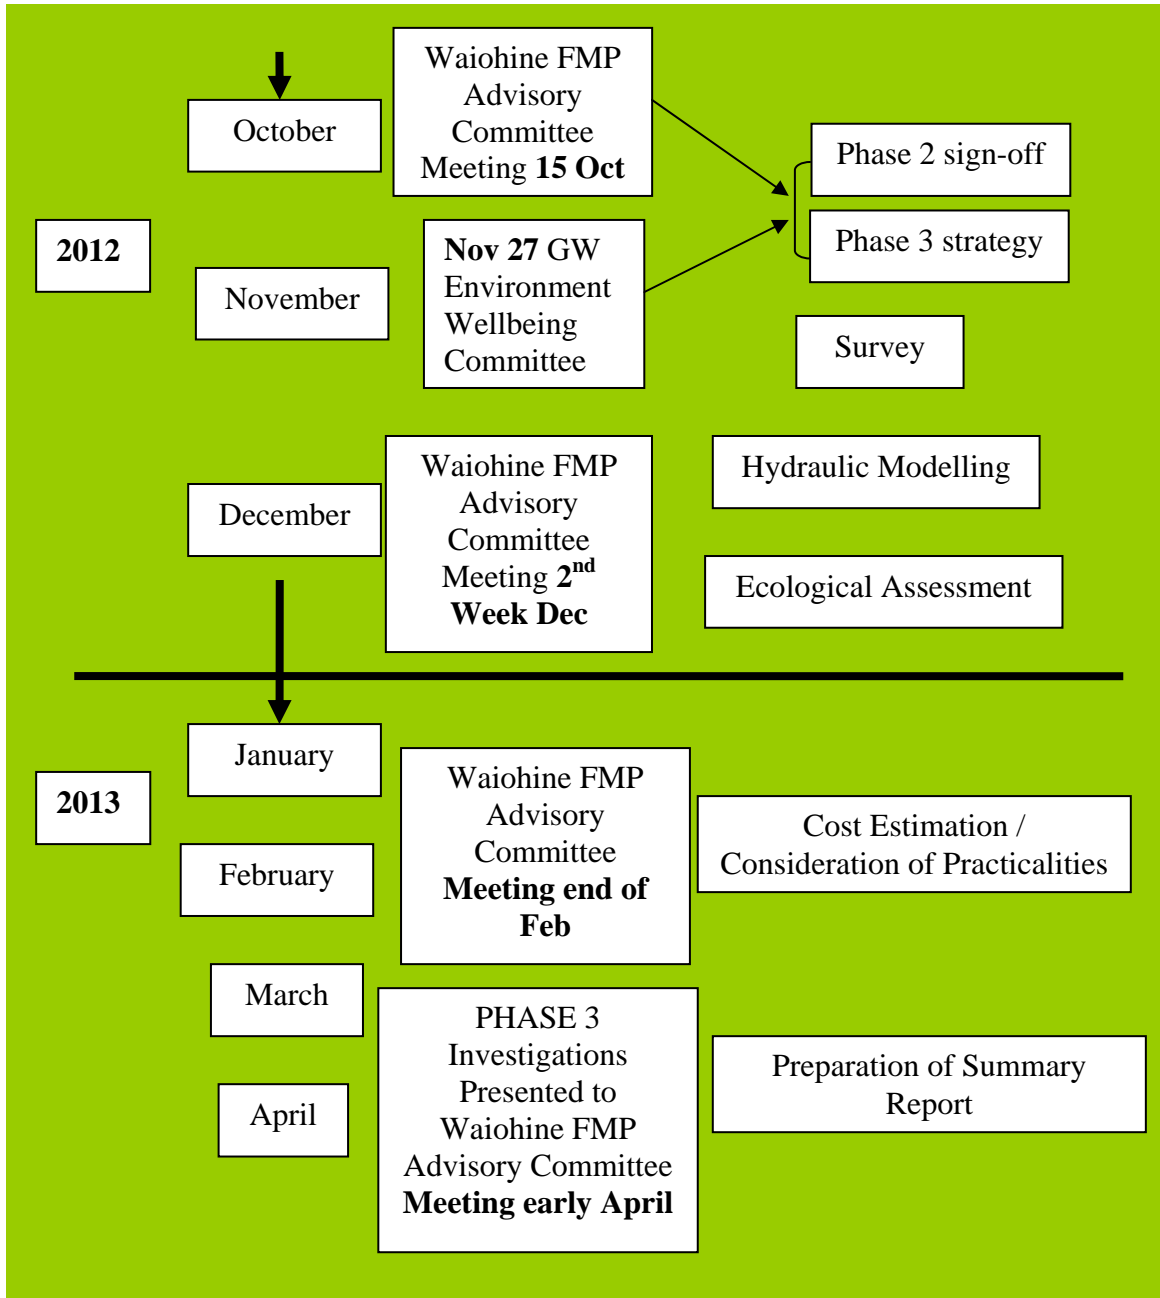 Waiohine FMP
Advisory
Committee
Meeting 15 Oct
October
Phase 2 sign-off
Phase 3 strategy
2012
November
Nov 27 GW
Environment
Wellbeing
Committee
Survey
December
Waiohine FMP
Advisory
Committee
Meeting 2nd
Week Dec
Hydraulic Modelling
Ecological Assessment
January
2013
February
Waiohine FMP
Advisory
Committee
Meeting end of
Feb
Cost Estimation /
Consideration of Practicalities
March
April
PHASE 3
Investigations
Presented to
Waiohine FMP
Advisory Committee
Meeting early April
Preparation of Summary
Report